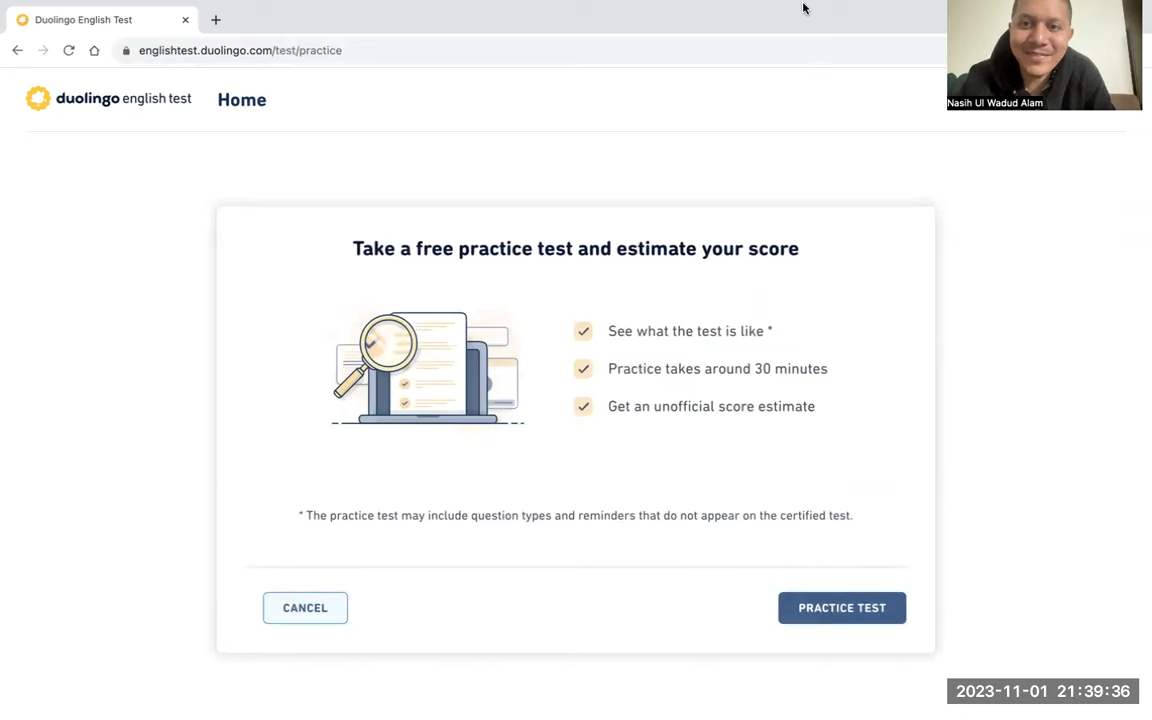 Duolingo English Test
englishtest.duolingo.com/test/practice
duolingo english test
Home
Nasih Ul Wadud Alam
Take a free practice test and estimate your score
See what the test is like *
Practice takes around 30 minutes
Get an unofficial score estimate
* The practice test may include question types and reminders that do not appear on the certified test.
CANCEL
PRACTICE TEST
2023-11-01 21:39:36